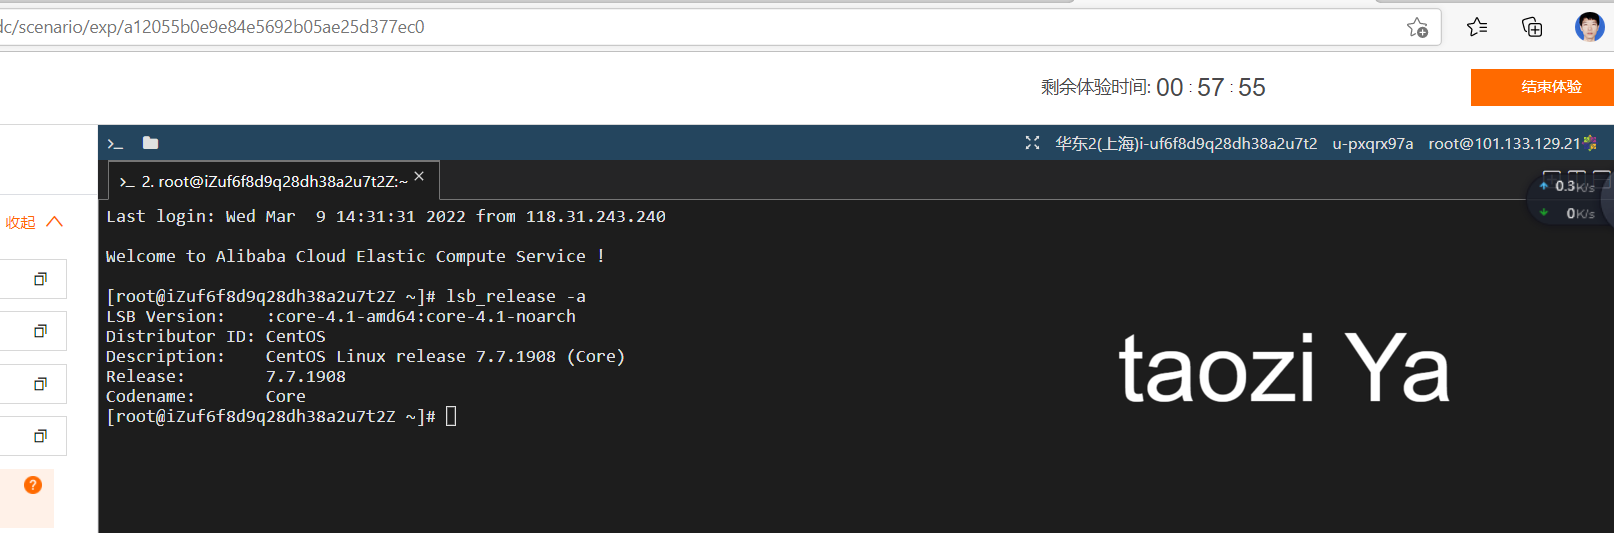 dc/scenario/exp/a12055b0e9e84e5692b05ae25d377ec0
剩余体验时间: 00 : 57 : 55
结束体验
华东2(上海)i-uf6f8d9q28dh38a2u7t2 u-pxqrx97a root@101.133.129.21
2. root@iZuf6f8d9q28dh38a2u7t2Z:~
0.3K/s
0K/s
收起
Last login: Wed Mar  9 14:31:31 2022 from 118.31.243.240
Welcome to Alibaba Cloud Elastic Compute Service !
[root@iZuf6f8d9q28dh38a2u7t2Z ~]# lsb_release -a
LSB Version:    :core-4.1-amd64:core-4.1-noarch
Distributor ID: CentOS
Description:    CentOS Linux release 7.7.1908 (Core)
Release:        7.7.1908
Codename:       Core
[root@iZuf6f8d9q28dh38a2u7t2Z ~]#
taozi Ya